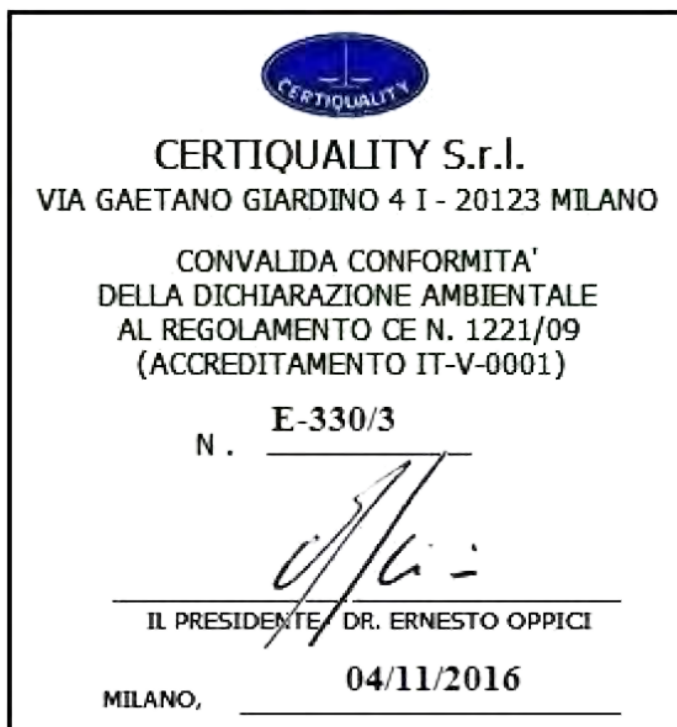 CERTIQUALITY
CERTIQUALITY S.r.l.
VIA GAETANO GIARDINO 4 I - 20123 MILANO
CONVALIDA CONFORMITA'
DELLA DICHIARAZIONE AMBIENTALE
AL REGOLAMENTO CE N. 1221/09
(ACCREDITAMENTO IT-V-0001)
N. E-330/3
IL PRESIDENTE DR. ERNESTO OPPICI
MILANO, 04/11/2016